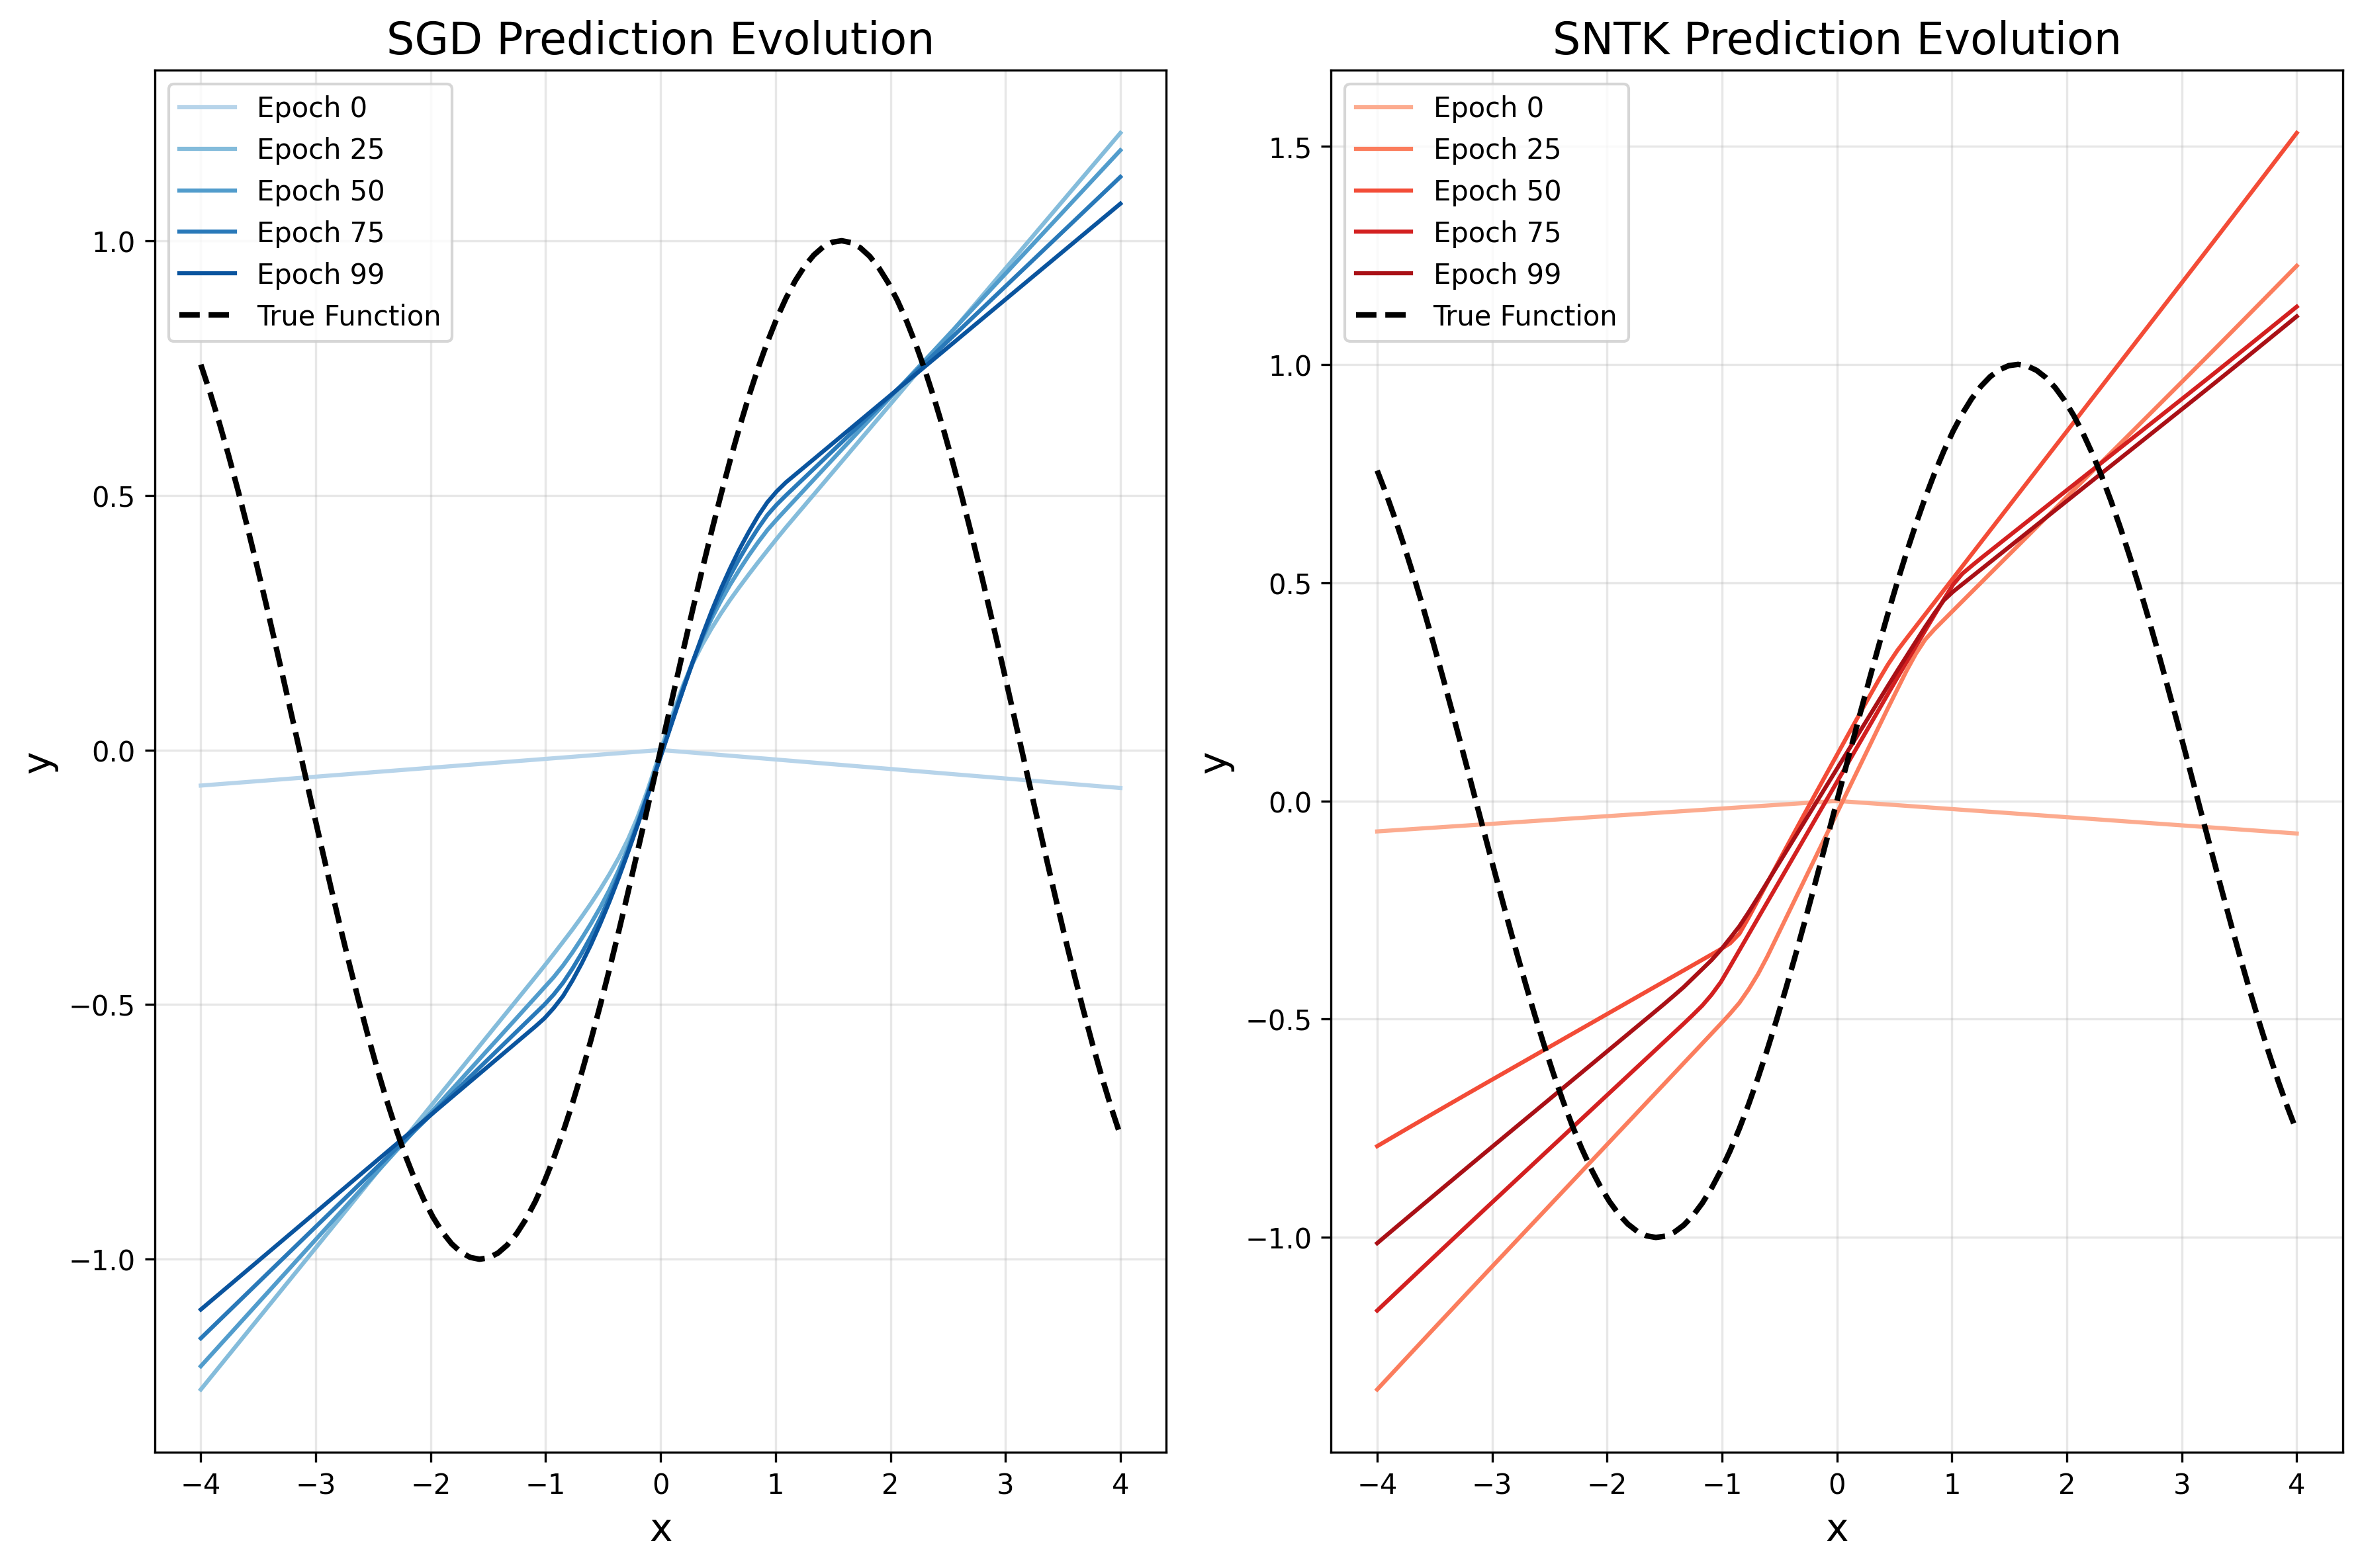 SGD Prediction Evolution
Epoch 0
Epoch 25
Epoch 50
Epoch 75
Epoch 99
True Function
1.0
0.5
0.0
−0.5
−1.0
y
−4 −3 −2 −1 0 1 2 3 4
x
SNTK Prediction Evolution
Epoch 0
Epoch 25
Epoch 50
Epoch 75
Epoch 99
True Function
1.5
1.0
0.5
0.0
−0.5
−1.0
y
−4 −3 −2 −1 0 1 2 3 4
x